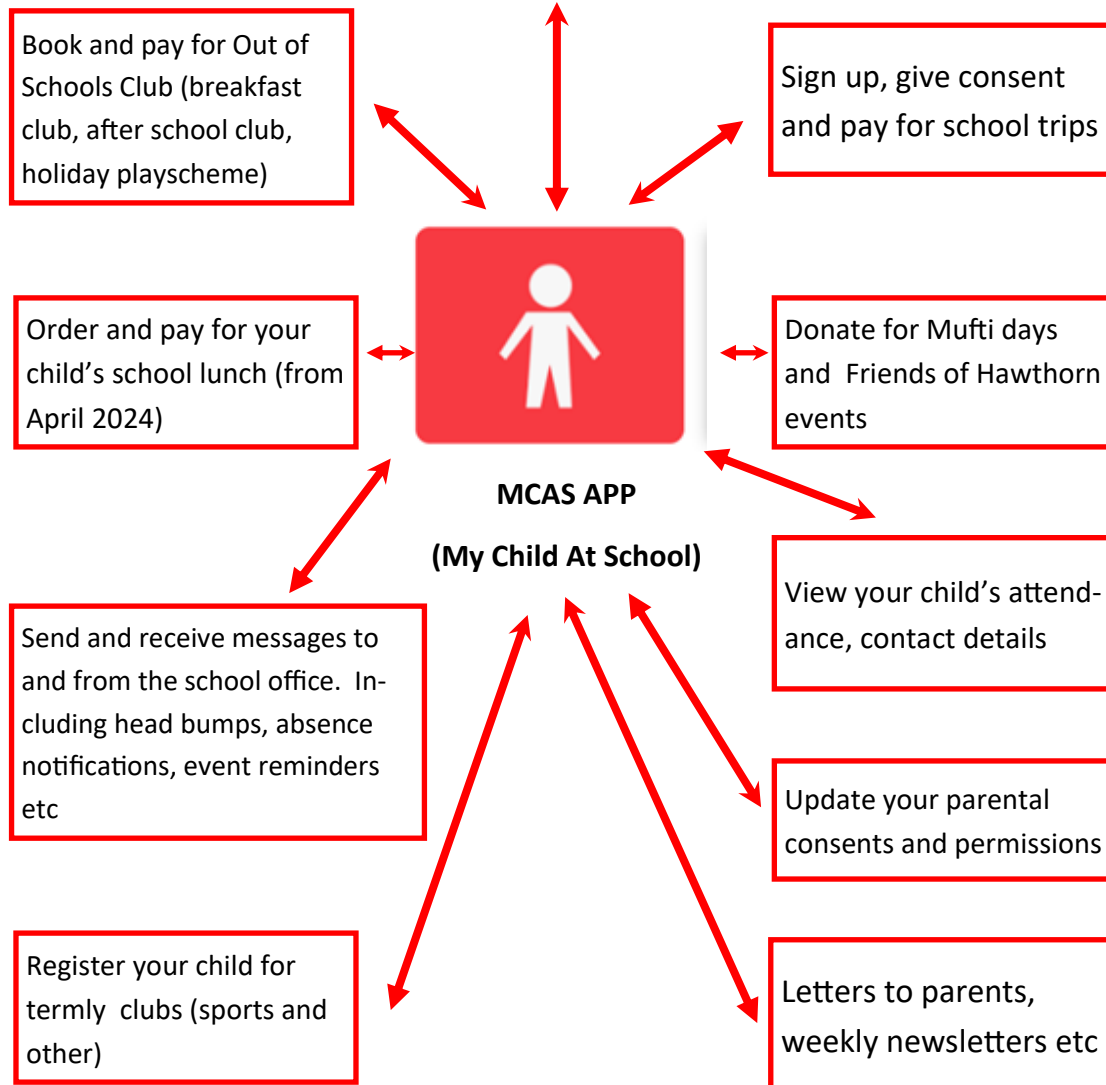 Book and pay for Out of
Schools Club (breakfast
club, after school club,
holiday playscheme)
Sign up, give consent
and pay for school trips
Order and pay for your
child’s school lunch (from
April 2024)
Donate for Mufti days
and Friends of Hawthorn
events
MCAS APP
(My Child At School)
Send and receive messages to
and from the school office. In-
cluding head bumps, absence
notifications, event reminders
etc
View your child’s attend-
ance, contact details
Update your parental
consents and permissions
Register your child for
termly clubs (sports and
other)
Letters to parents,
weekly newsletters etc